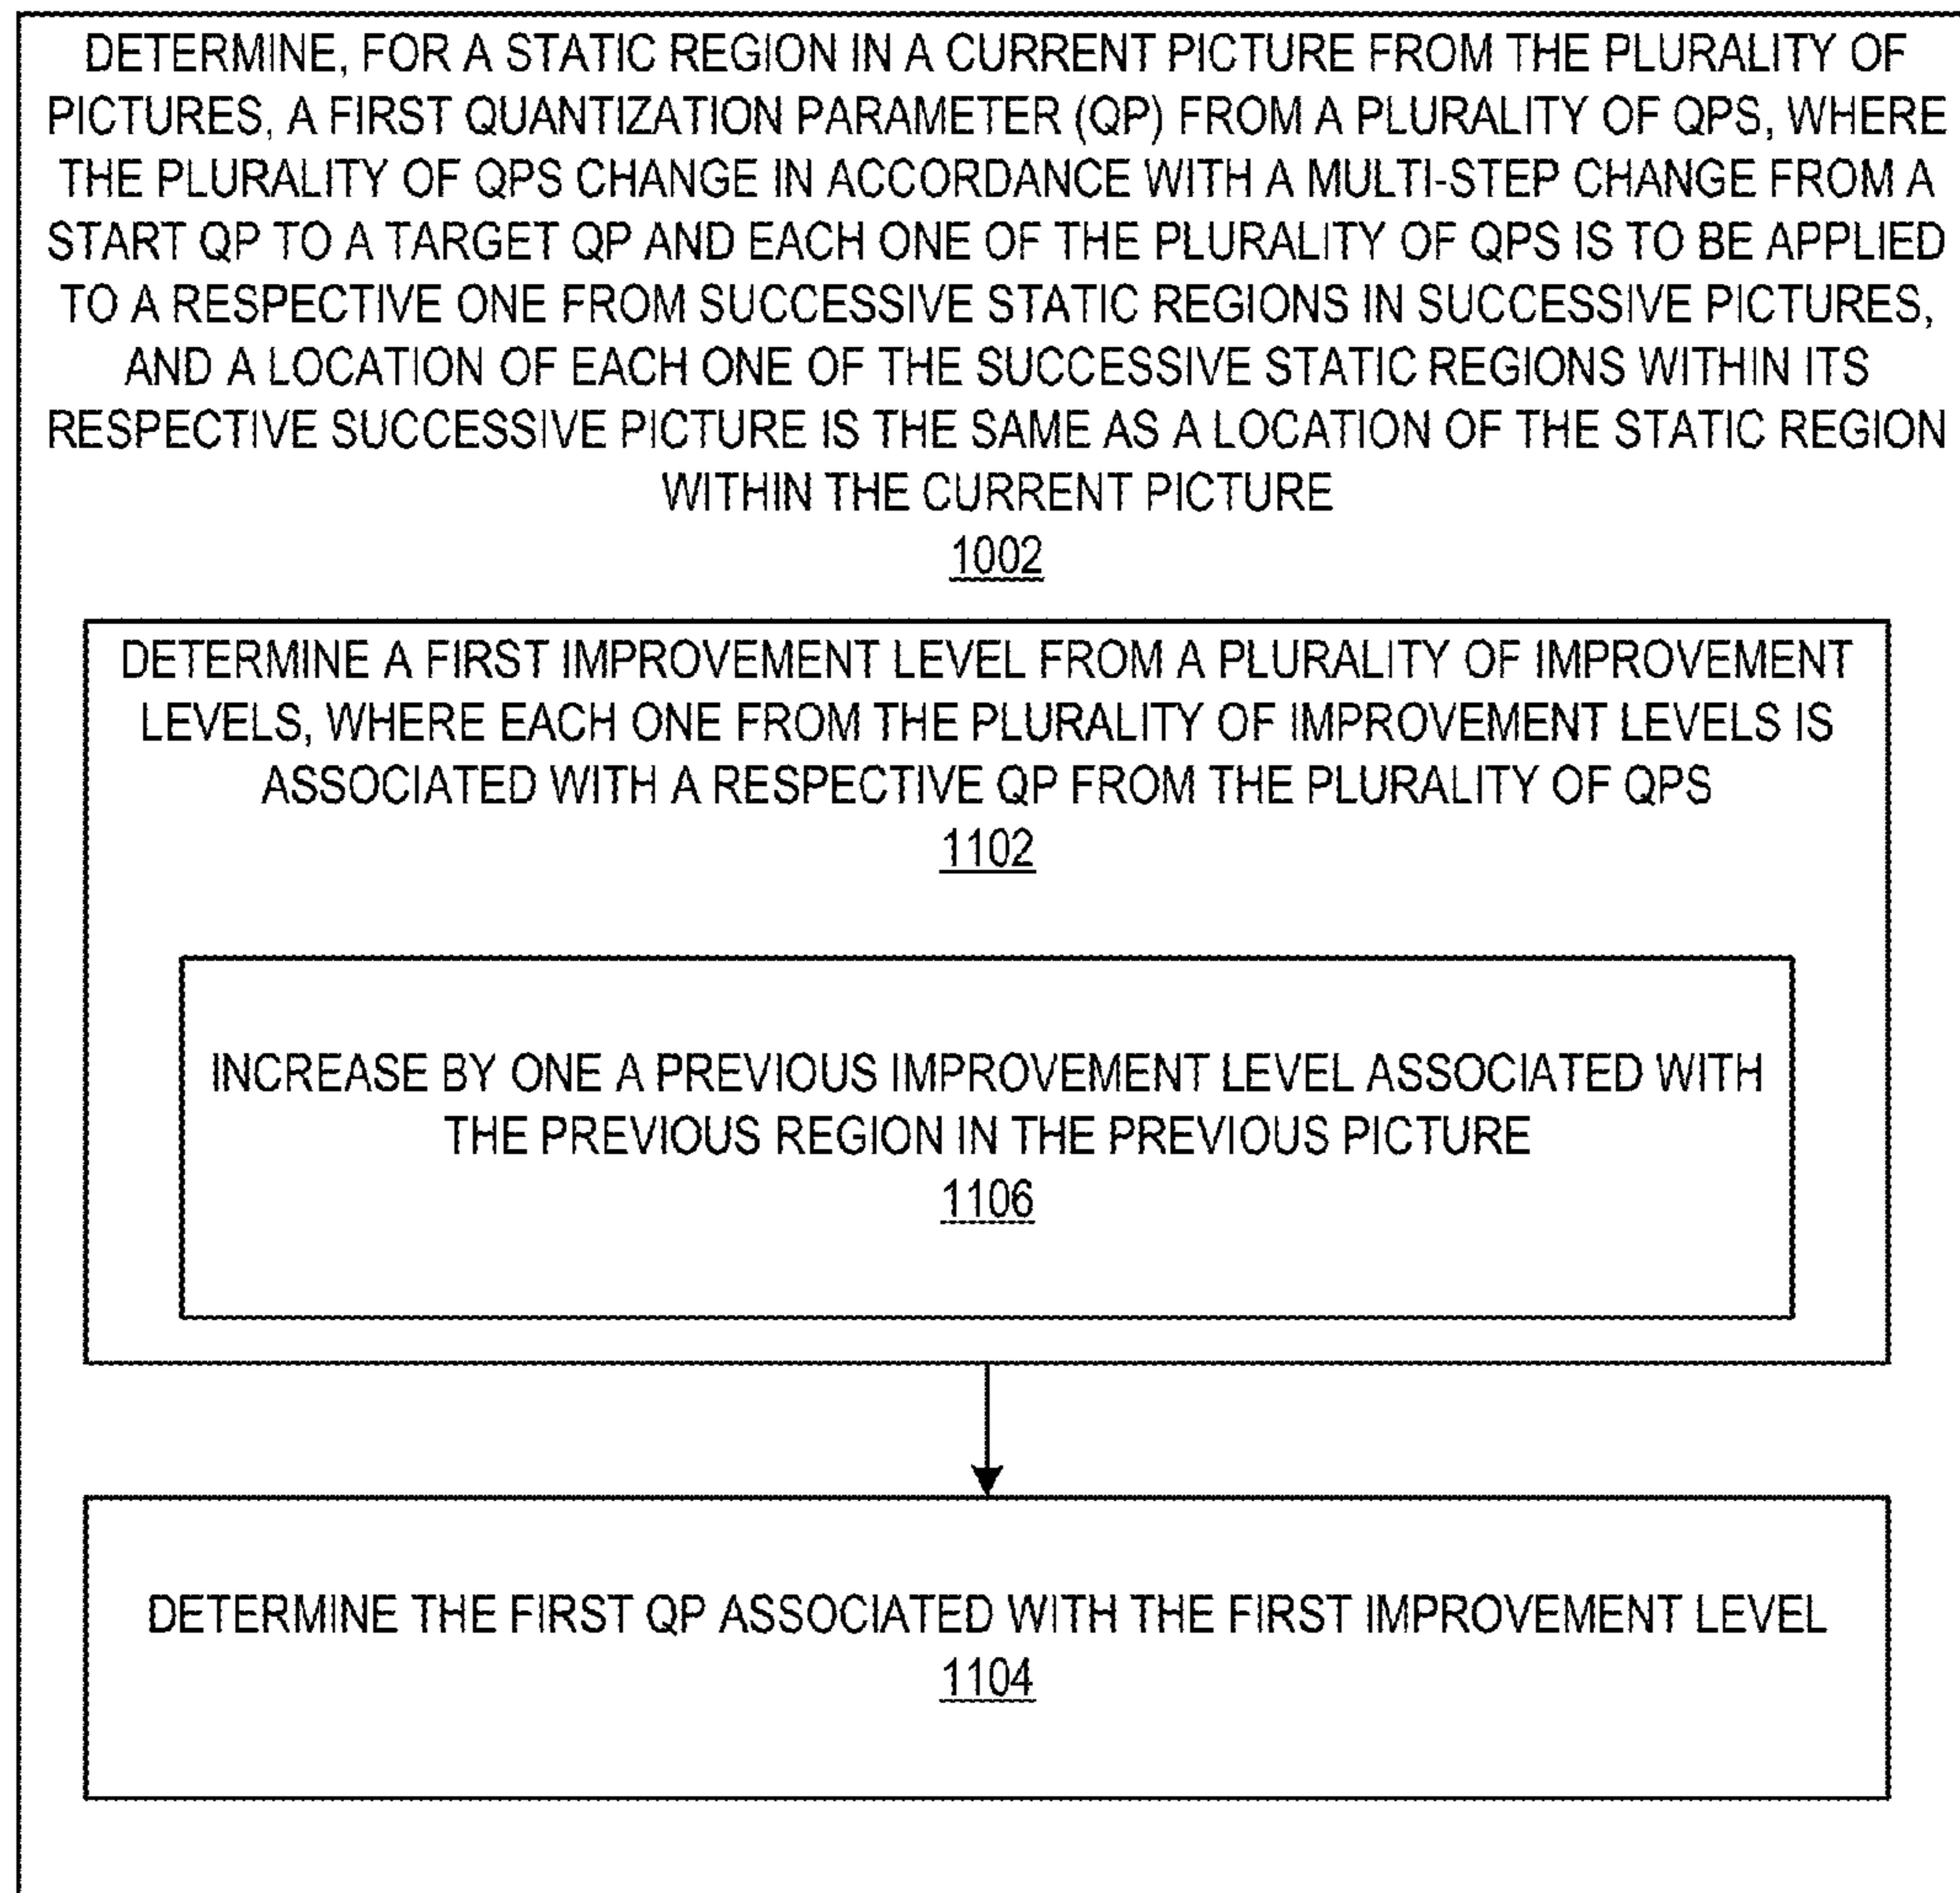 DETERMINE, FOR A STATIC REGION IN A CURRENT PICTURE FROM THE PLURALITY OF
PICTURES, A FIRST QUANTIZATION PARAMETER (QP) FROM A PLURALITY OF QPS, WHERE
THE PLURALITY OF QPS CHANGE IN ACCORDANCE WITH A MULTI-STEP CHANGE FROM A
START QP TO A TARGET QP AND EACH ONE OF THE PLURALITY OF QPS IS TO BE APPLIED
TO A RESPECTIVE ONE FROM SUCCESSIVE STATIC REGIONS IN SUCCESSIVE PICTURES,
AND A LOCATION OF EACH ONE OF THE SUCCESSIVE STATIC REGIONS WITHIN ITS
RESPECTIVE SUCCESSIVE PICTURE IS THE SAME AS A LOCATION OF THE STATIC REGION
WITHIN THE CURRENT PICTURE
1002
DETERMINE A FIRST IMPROVEMENT LEVEL FROM A PLURALITY OF IMPROVEMENT
LEVELS, WHERE EACH ONE FROM THE PLURALITY OF IMPROVEMENT LEVELS IS
ASSOCIATED WITH A RESPECTIVE QP FROM THE PLURALITY OF QPS
1102
INCREASE BY ONE A PREVIOUS IMPROVEMENT LEVEL ASSOCIATED WITH
THE PREVIOUS REGION IN THE PREVIOUS PICTURE
1106
DETERMINE THE FIRST QP ASSOCIATED WITH THE FIRST IMPROVEMENT LEVEL
1104